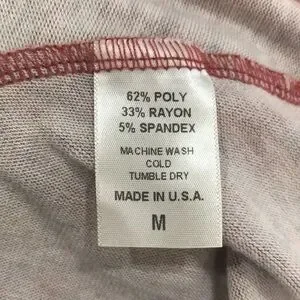 62% POLY
33% RAYON
5% SPANDEX
MACHINE WASH
COLD
TUMBLE DRY
MADE IN U.S.A.
M